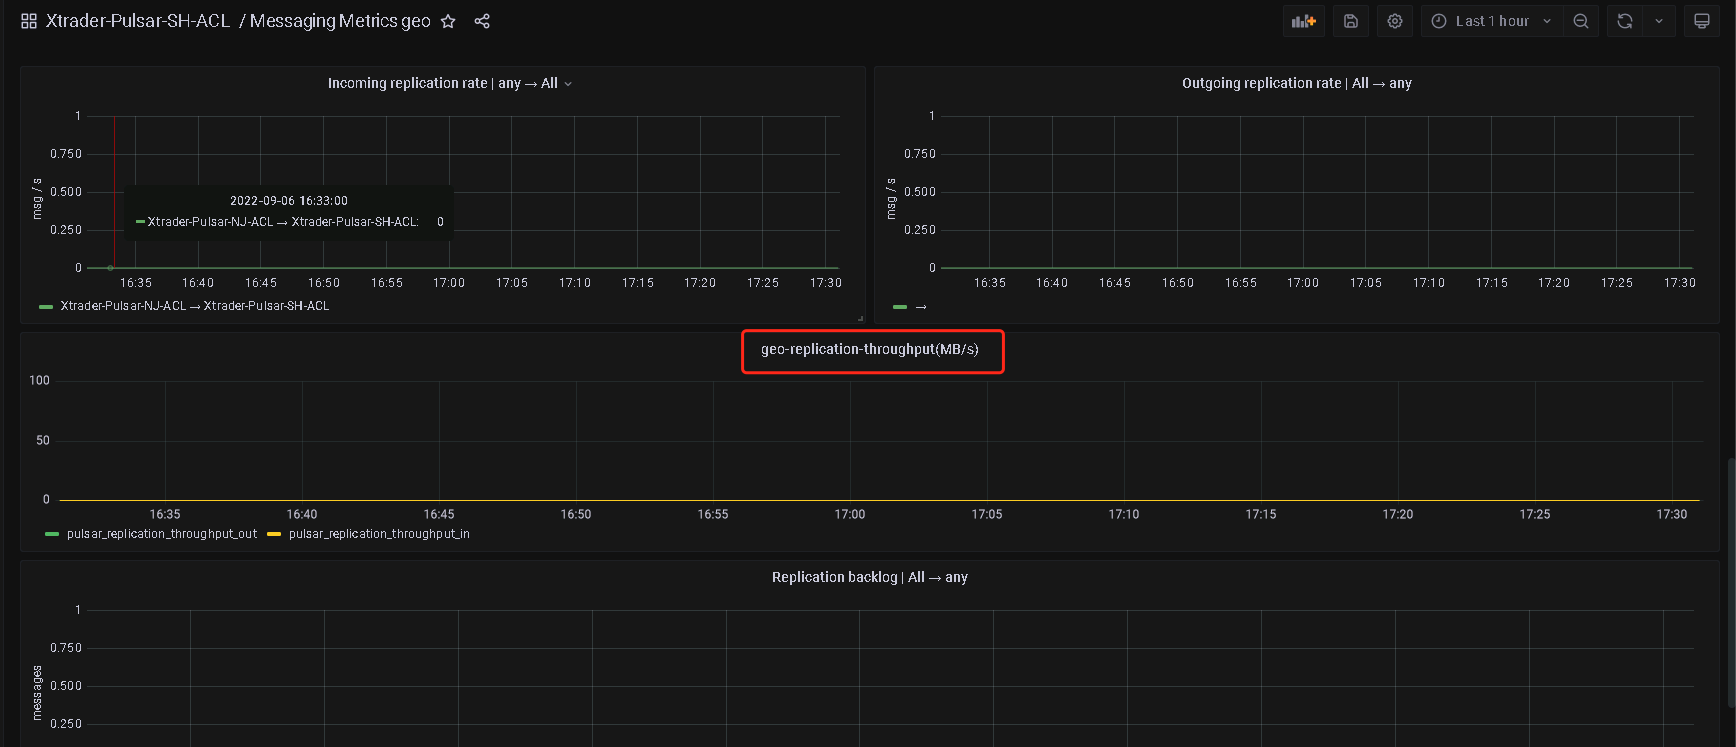 Xtrader-Pulsar-SH-ACL / Messaging Metrics geo
Last 1 hour
Incoming replication rate | any → All
1
0.750
0.500
0.250
0
msg / s
2022-09-06 16:33:00
Xtrader-Pulsar-NJ-ACL → Xtrader-Pulsar-SH-ACL: 0
16:35 16:40 16:45 16:50 16:55 17:00 17:05 17:10 17:15 17:20 17:25 17:30
Xtrader-Pulsar-NJ-ACL → Xtrader-Pulsar-SH-ACL
Outgoing replication rate | All → any
1
0.750
0.500
0.250
0
msg / s
16:35 16:40 16:45 16:50 16:55 17:00 17:05 17:10 17:15 17:20 17:25 17:30
→
geo-replication-throughput(MB/s)
100
50
0
16:35 16:40 16:45 16:50 16:55 17:00 17:05 17:10 17:15 17:20 17:25 17:30
pulsar_replication_throughput_out pulsar_replication_throughput_in
Replication backlog | All → any
1
0.750
0.500
0.250
messages